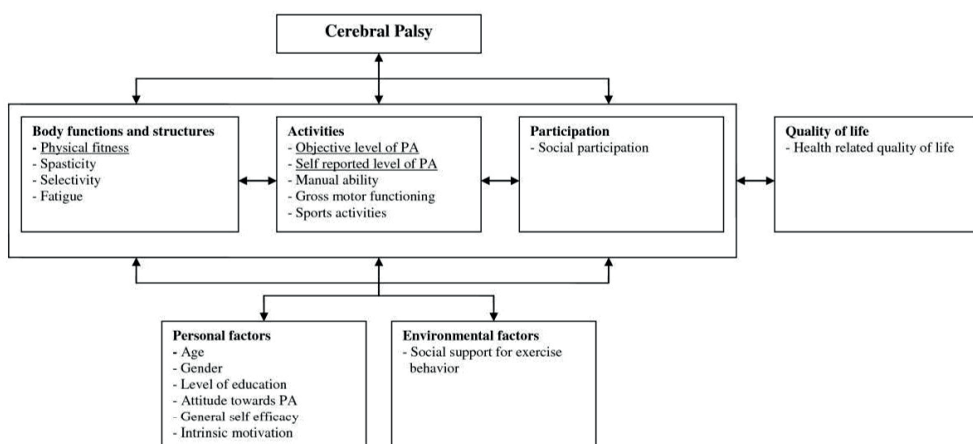 Cerebral Palsy
Body functions and structures
- Physical fitness
- Spasticity
- Selectivity
- Fatigue
Activities
- Objective level of PA
- Self reported level of PA
- Manual ability
- Gross motor functioning
- Sports activities
Participation
- Social participation
Quality of life
- Health related quality of life
Personal factors
- Age
- Gender
- Level of education
- Attitude towards PA
- General self efficacy
- Intrinsic motivation
Environmental factors
- Social support for exercise
behavior